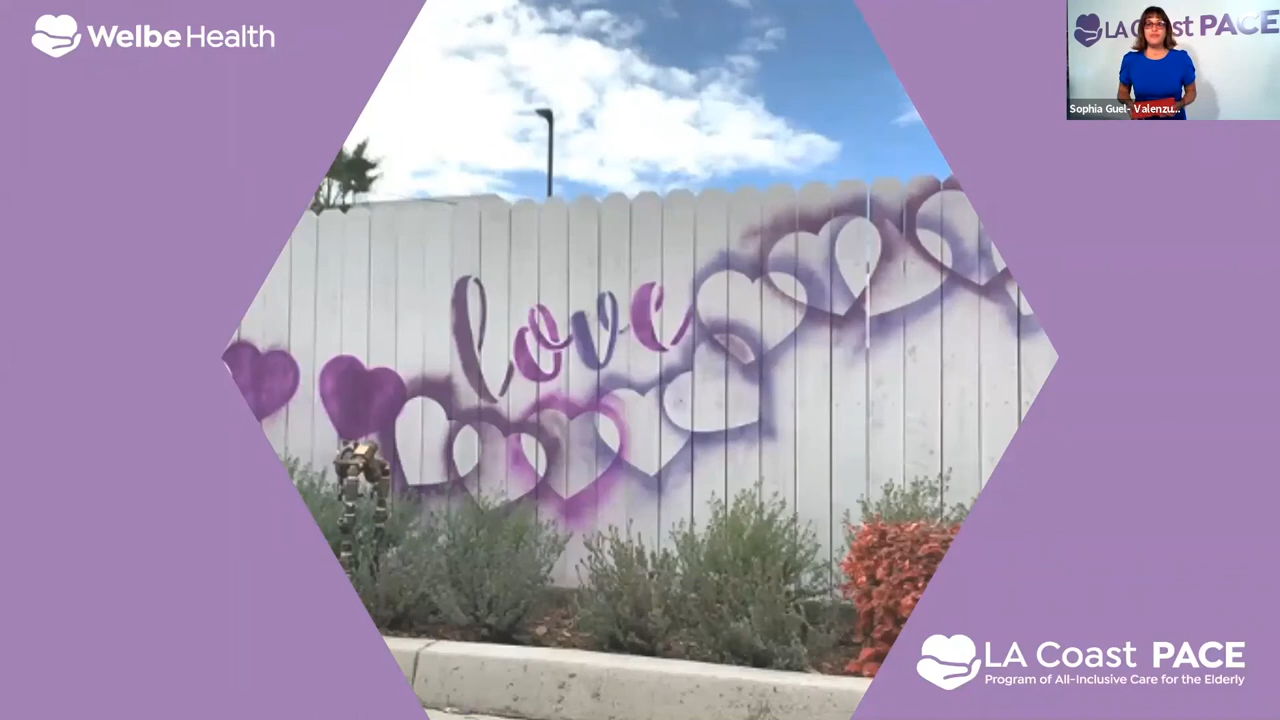 Welbe Health
LA Coast PACE
Sophia Guel- Valenzu...
love
LA Coast PACE
Program of All-Inclusive Care for the Elderly